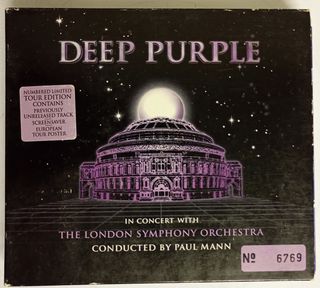 DEEP PURPLE
NUMBERED LIMITED
TOUR EDITION
CONTAINS
PREVIOUSLY
UNRELEASED TRACK
+
SCREENSAVER
EUROPEAN
TOUR POSTER
IN CONCERT WITH
THE LONDON SYMPHONY ORCHESTRA
CONDUCTED BY PAUL MANN
Nº 6769